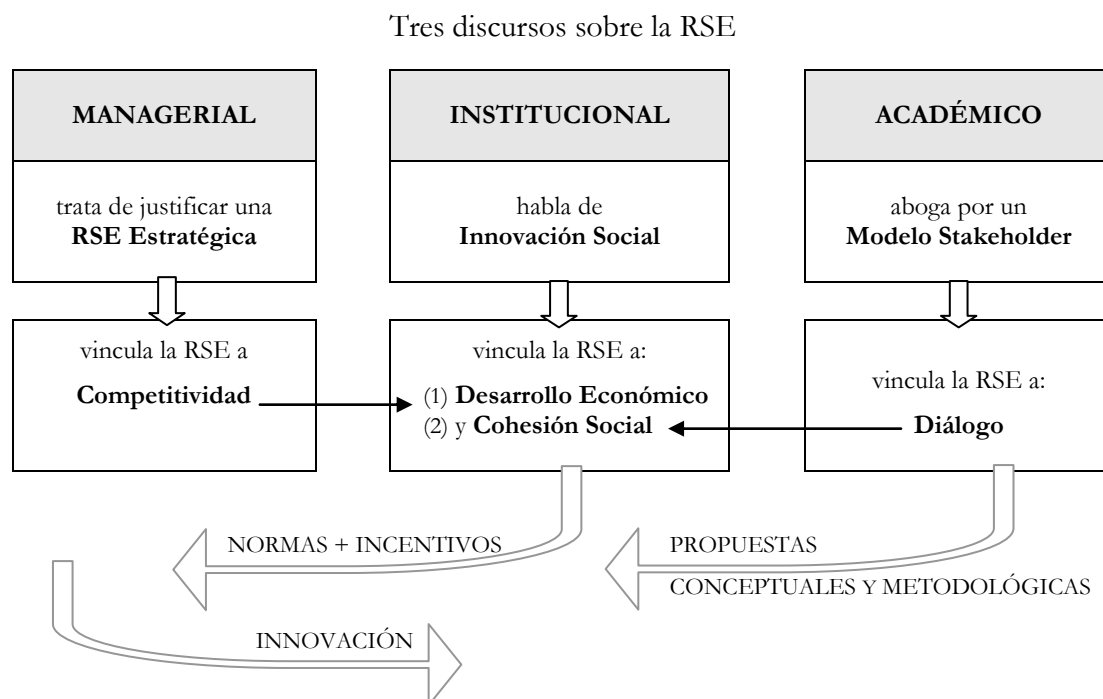 Tres discursos sobre la RSE
MANAGERIAL
trata de justificar una
RSE Estratégica
vincula la RSE a
Competitividad
INSTITUCIONAL
habla de
Innovación Social
vincula la RSE a:
(1) Desarrollo Económico
(2) y Cohesión Social
ACADÉMICO
aboga por un
Modelo Stakeholder
vincula la RSE a:
Diálogo
NORMAS + INCENTIVOS
PROPUESTAS
CONCEPTUALES Y METODOLÓGICAS
INNOVACIÓN